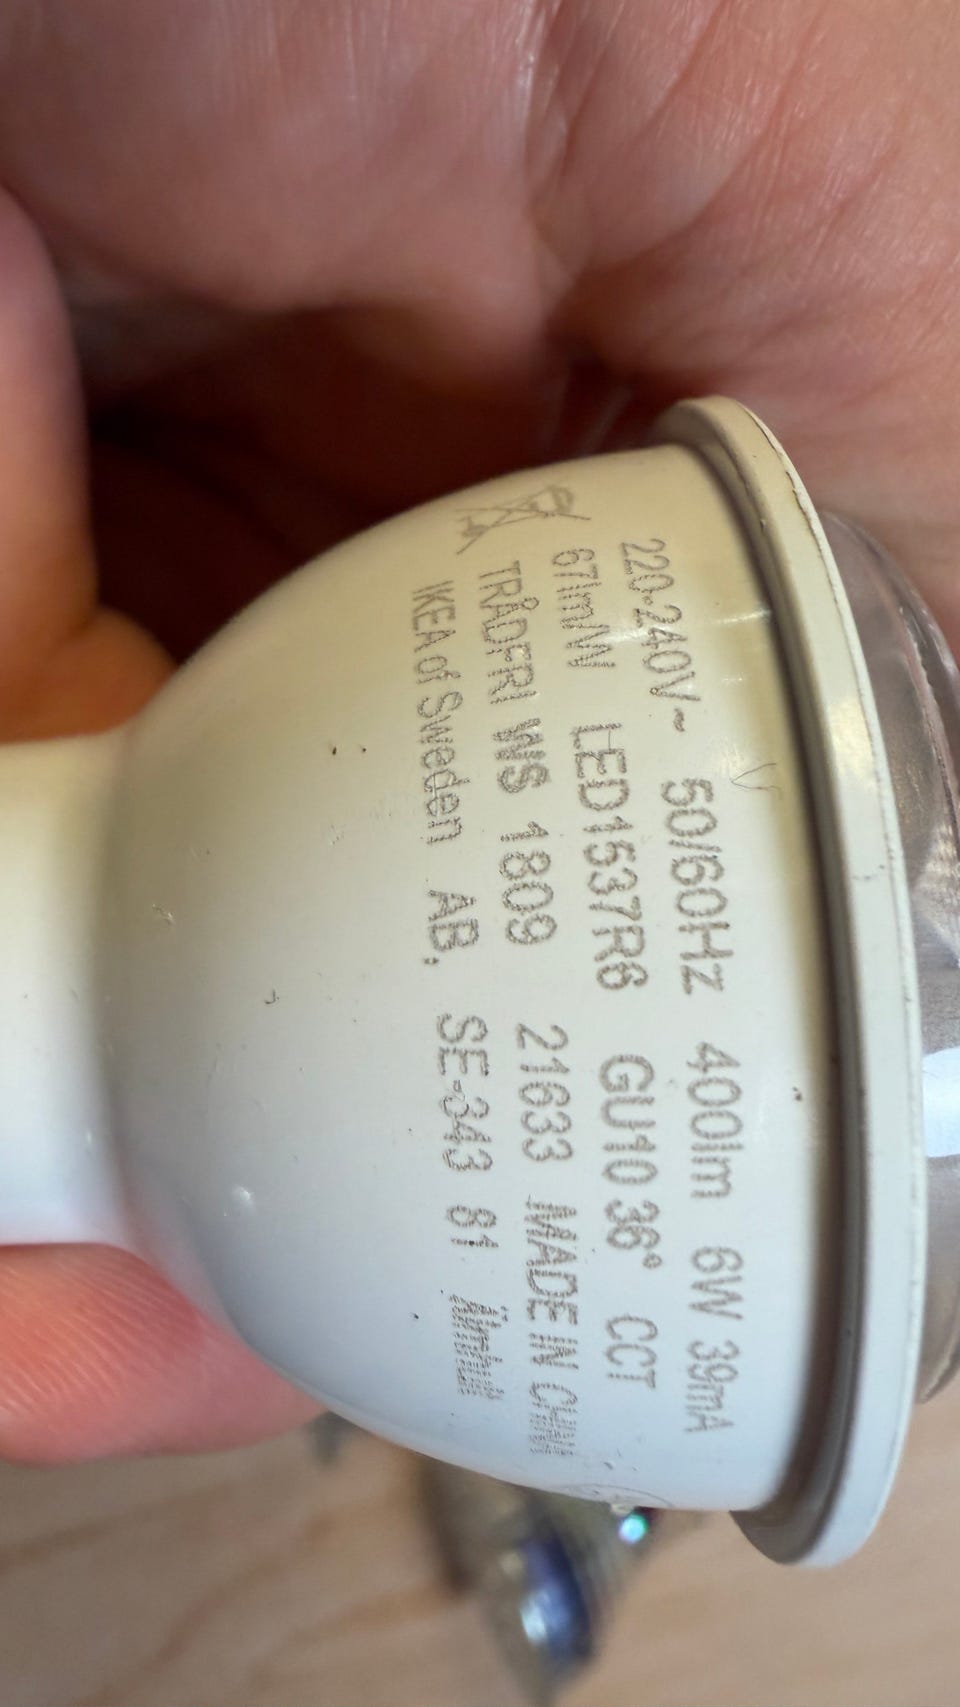 220-240V~ 50/60Hz 400lm 6W 39mA
67lm/W LED1537R6 GU10 36° CCT
TRÅDFRI WS 1809 21633 MADE IN CHINA
IKEA of Sweden AB, SE-343 81 Älmhult